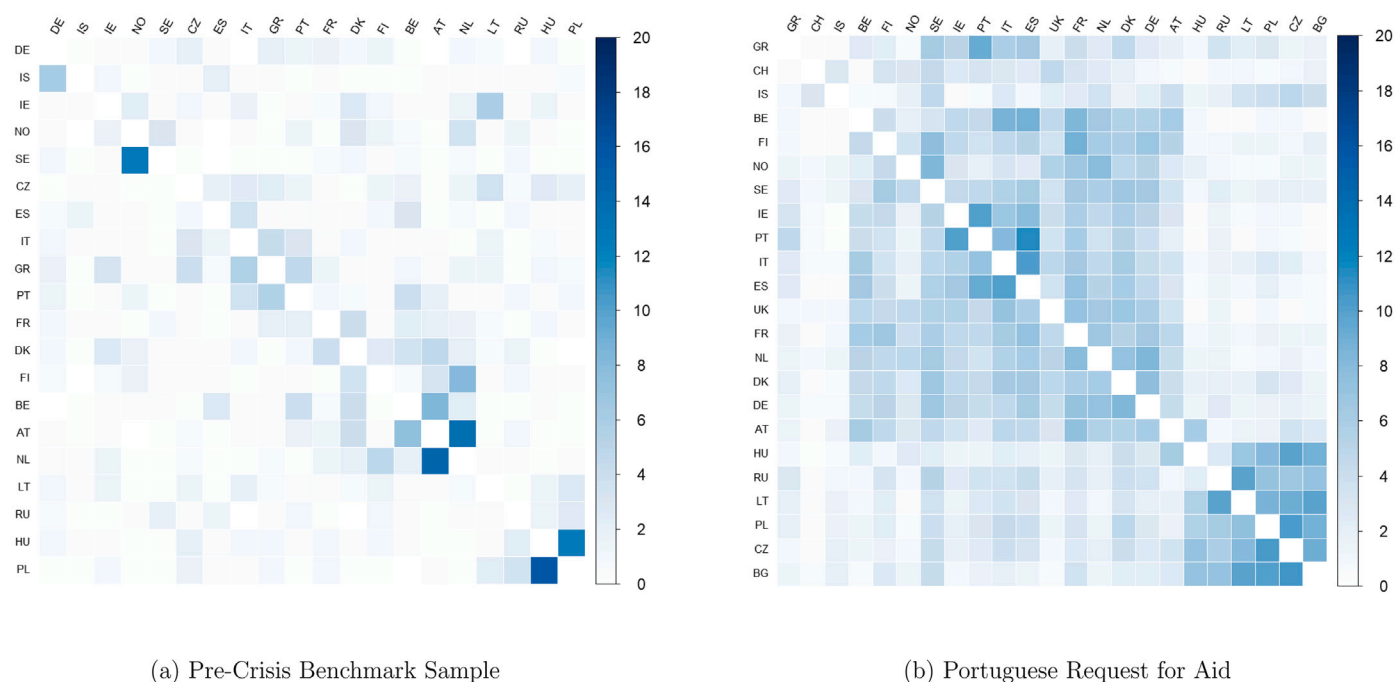 DE IS IE NO SE CZ ES IT GR PT FR DK FI BE AT NL LT RU HU PL
DE
IS
IE
NO
SE
CZ
ES
IT
GR
PT
FR
DK
FI
BE
AT
NL
LT
RU
HU
PL
20
18
16
14
12
10
8
6
4
2
0
(a) Pre-Crisis Benchmark Sample
GR CH IS BE FI NO SE IE PT IT ES UK FR NL DK DE AT HU RU LT PL CZ BG
GR
CH
IS
BE
FI
NO
SE
IE
PT
IT
ES
UK
FR
NL
DK
DE
AT
HU
RU
LT
PL
CZ
BG
20
18
16
14
12
10
8
6
4
2
0
(b) Portuguese Request for Aid